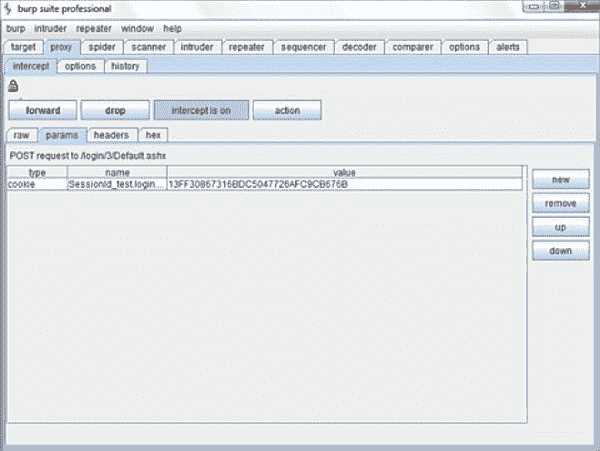 burp suite professional
burp intruder repeater window help
target proxy spider scanner intruder repeater sequencer decoder comparer options alerts
intercept options history
forward drop intercept is on action
raw params headers hex
POST request to /login/3/Default.ashx
type name value
cookie SessionId_test.login... 13FF30867316BDC5047726AFC9CB676B
new
remove
up
down